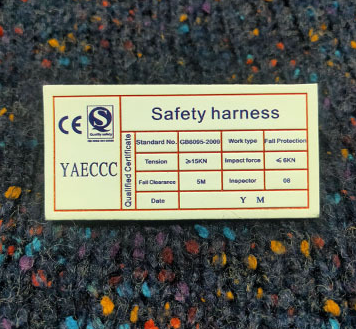 CE
S
Quality safety
YAECCC
Qualified Certificate
Safety harness
Standard No. GB6095-2009 Work type Fall Protection
Tension ≥15KN Impact force ≤ 6KN
Fall Clearance 5M Inspector 08
Date Y M